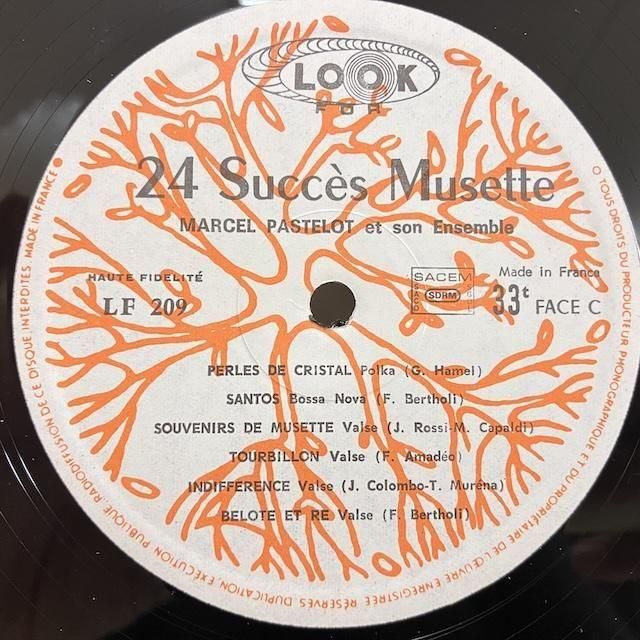 LOOK
FOR
24 Succès Musette
MARCEL PASTELOT et son Ensemble
HAUTE FIDELITÉ
LF 209
SACEM
SACD
SDRM
SGDL
Made in France
33t FACE C
PERLES DE CRISTAL Polka (G. Hamel)
SANTOS Bossa Nova (F. Bertholi)
SOUVENIRS DE MUSETTE Valse (J. Rossi-M. Capaldi)
TOURBILLON Valse (F. Amadéo)
INDIFFERENCE Valse (J. Colombo-T. Muréna)
BELOTE ET RE Valse (F. Bertholi)
TOUS DROITS DU PRODUCTEUR PHONOGRAPHIQUE ET DU PROPRIÉTAIRE DE L'ŒUVRE ENREGISTRÉE RÉSERVÉS. DUPLICATION, EXÉCUTION PUBLIQUE, RADIODIFFUSION DE CE DISQUE INTERDITES MADE IN FRANCE